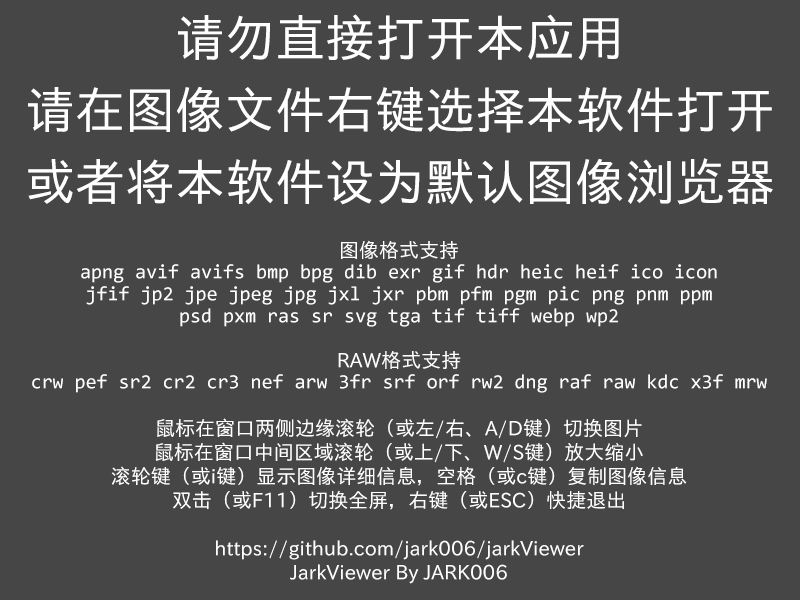 请勿直接打开本应用
请在图像文件右键选择本软件打开
或者将本软件设为默认图像浏览器
图像格式支持
apng avif avifs bmp bpg dib exr gif hdr heic heif ico icon
jfif jp2 jpe jpeg jpg jxl jxr pbm pfm pgm pic png pnm ppm
psd pxm ras sr svg tga tif tiff webp wp2
RAW格式支持
crw pef sr2 cr2 cr3 nef arw 3fr srf orf rw2 dng raf raw kdc x3f mrw
鼠标在窗口两侧边缘滚轮（或左/右、A/D键）切换图片
鼠标在窗口中间区域滚轮（或上/下、W/S键）放大缩小
滚轮键（或i键）显示图像详细信息，空格（或c键）复制图像信息
双击（或F11）切换全屏，右键（或ESC）快捷退出
https://github.com/jark006/jarkViewer
JarkViewer By JARK006